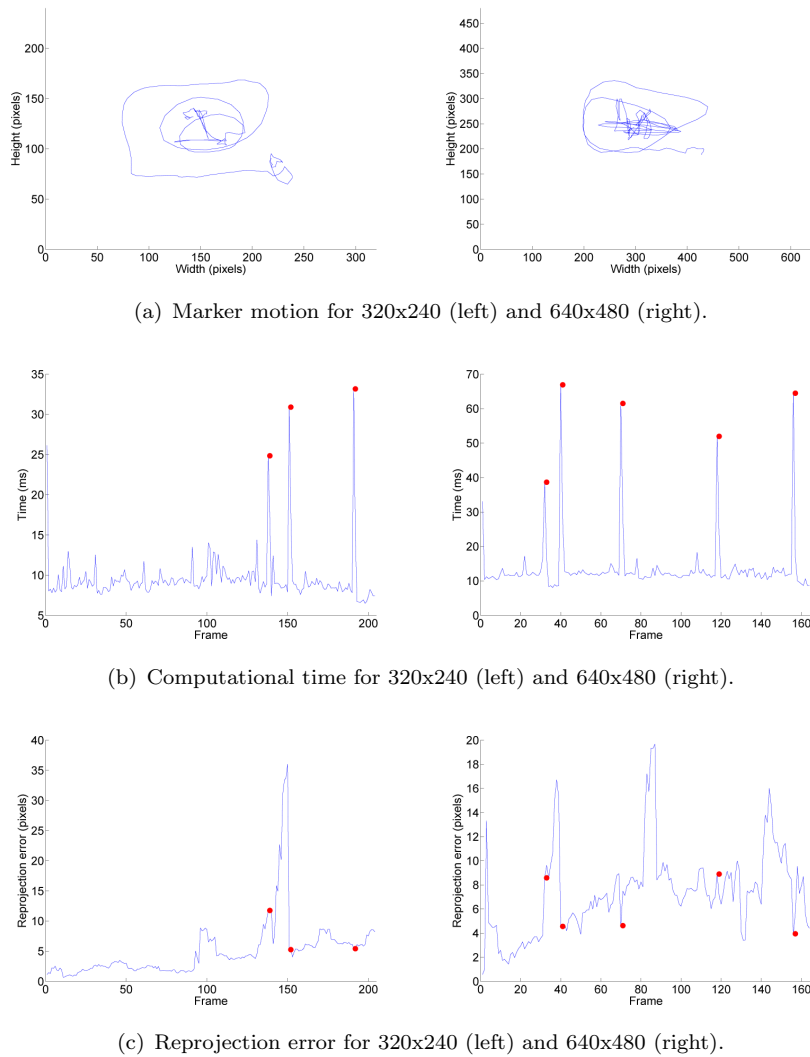 200
150
100
50
0
Height (pixels)
0 50 100 150 200 250 300
Width (pixels)
450
400
350
300
250
200
150
100
50
0
Height (pixels)
0 100 200 300 400 500 600
Width (pixels)
(a) Marker motion for 320x240 (left) and 640x480 (right).
35
30
25
20
15
10
5
Time (ms)
0 50 100 150 200
Frame
70
60
50
40
30
20
10
0
Time (ms)
0 20 40 60 80 100 120 140 160
Frame
(b) Computational time for 320x240 (left) and 640x480 (right).
40
35
30
25
20
15
10
5
0
Reprojection error (pixels)
0 50 100 150 200
Frame
20
18
16
14
12
10
8
6
4
2
0
Reprojection error (pixels)
0 20 40 60 80 100 120 140 160
Frame
(c) Reprojection error for 320x240 (left) and 640x480 (right).